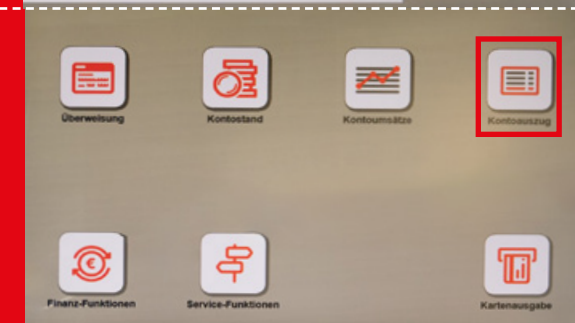 Überweisung
Kontostand
Kontoumsätze
Kontoauszug
Finanz-Funktionen
Service-Funktionen
Kartenausgabe